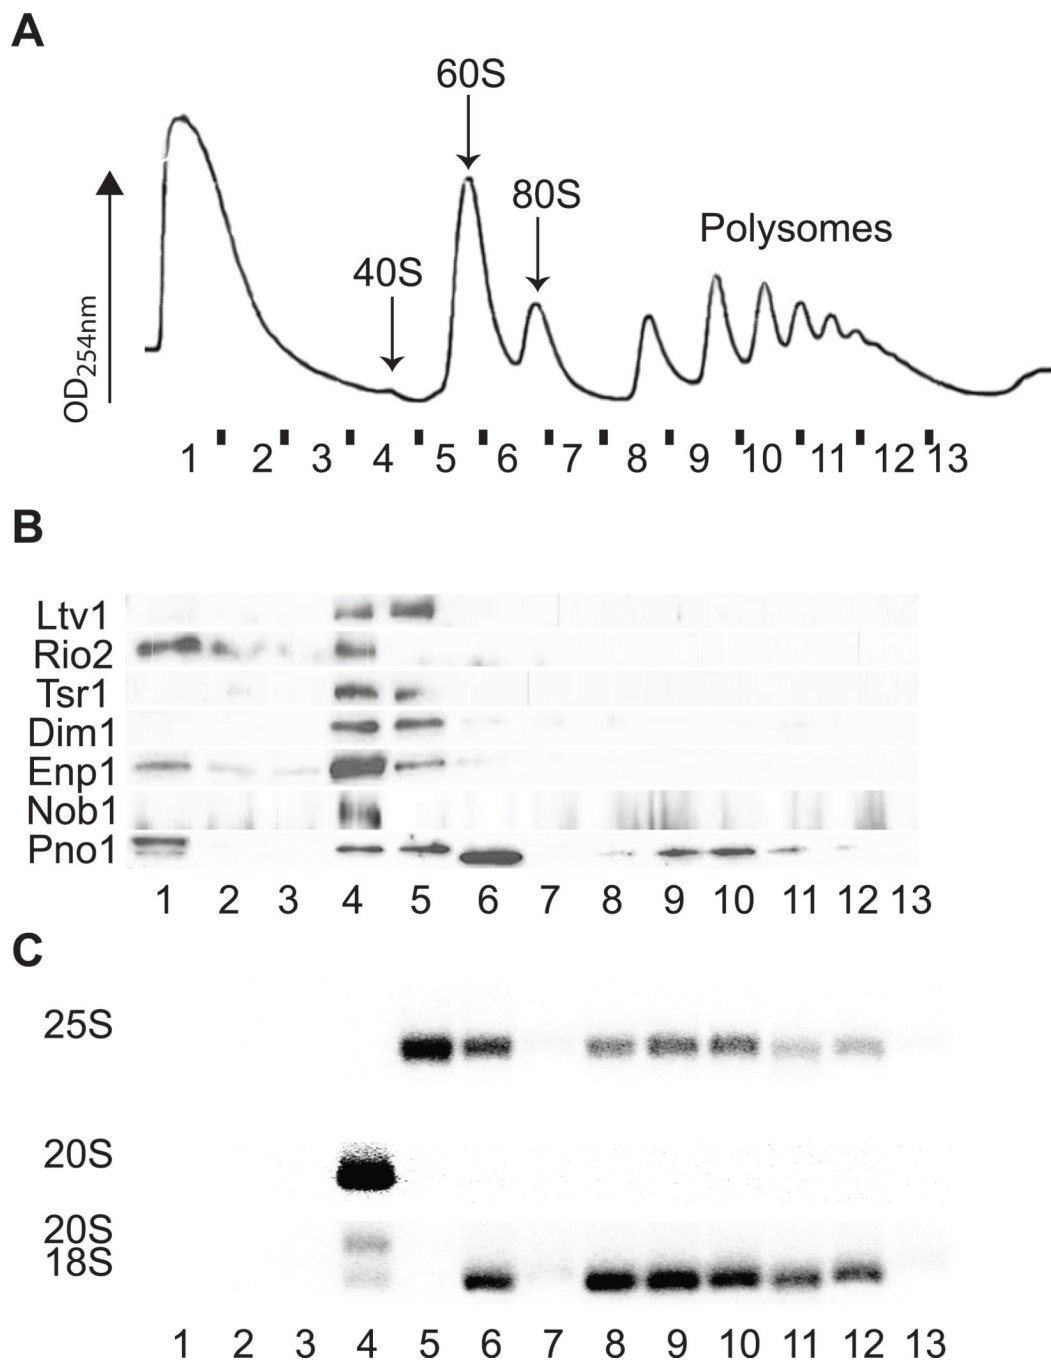 A
60S
80S
Polysomes
40S
OD254nm
1 2 3 4 5 6 7 8 9 10 11 12 13
B
Ltv1
Rio2
Tsr1
Dim1
Enp1
Nob1
Pno1
1 2 3 4 5 6 7 8 9 10 11 12 13
C
25S
20S
20S
18S
1 2 3 4 5 6 7 8 9 10 11 12 13